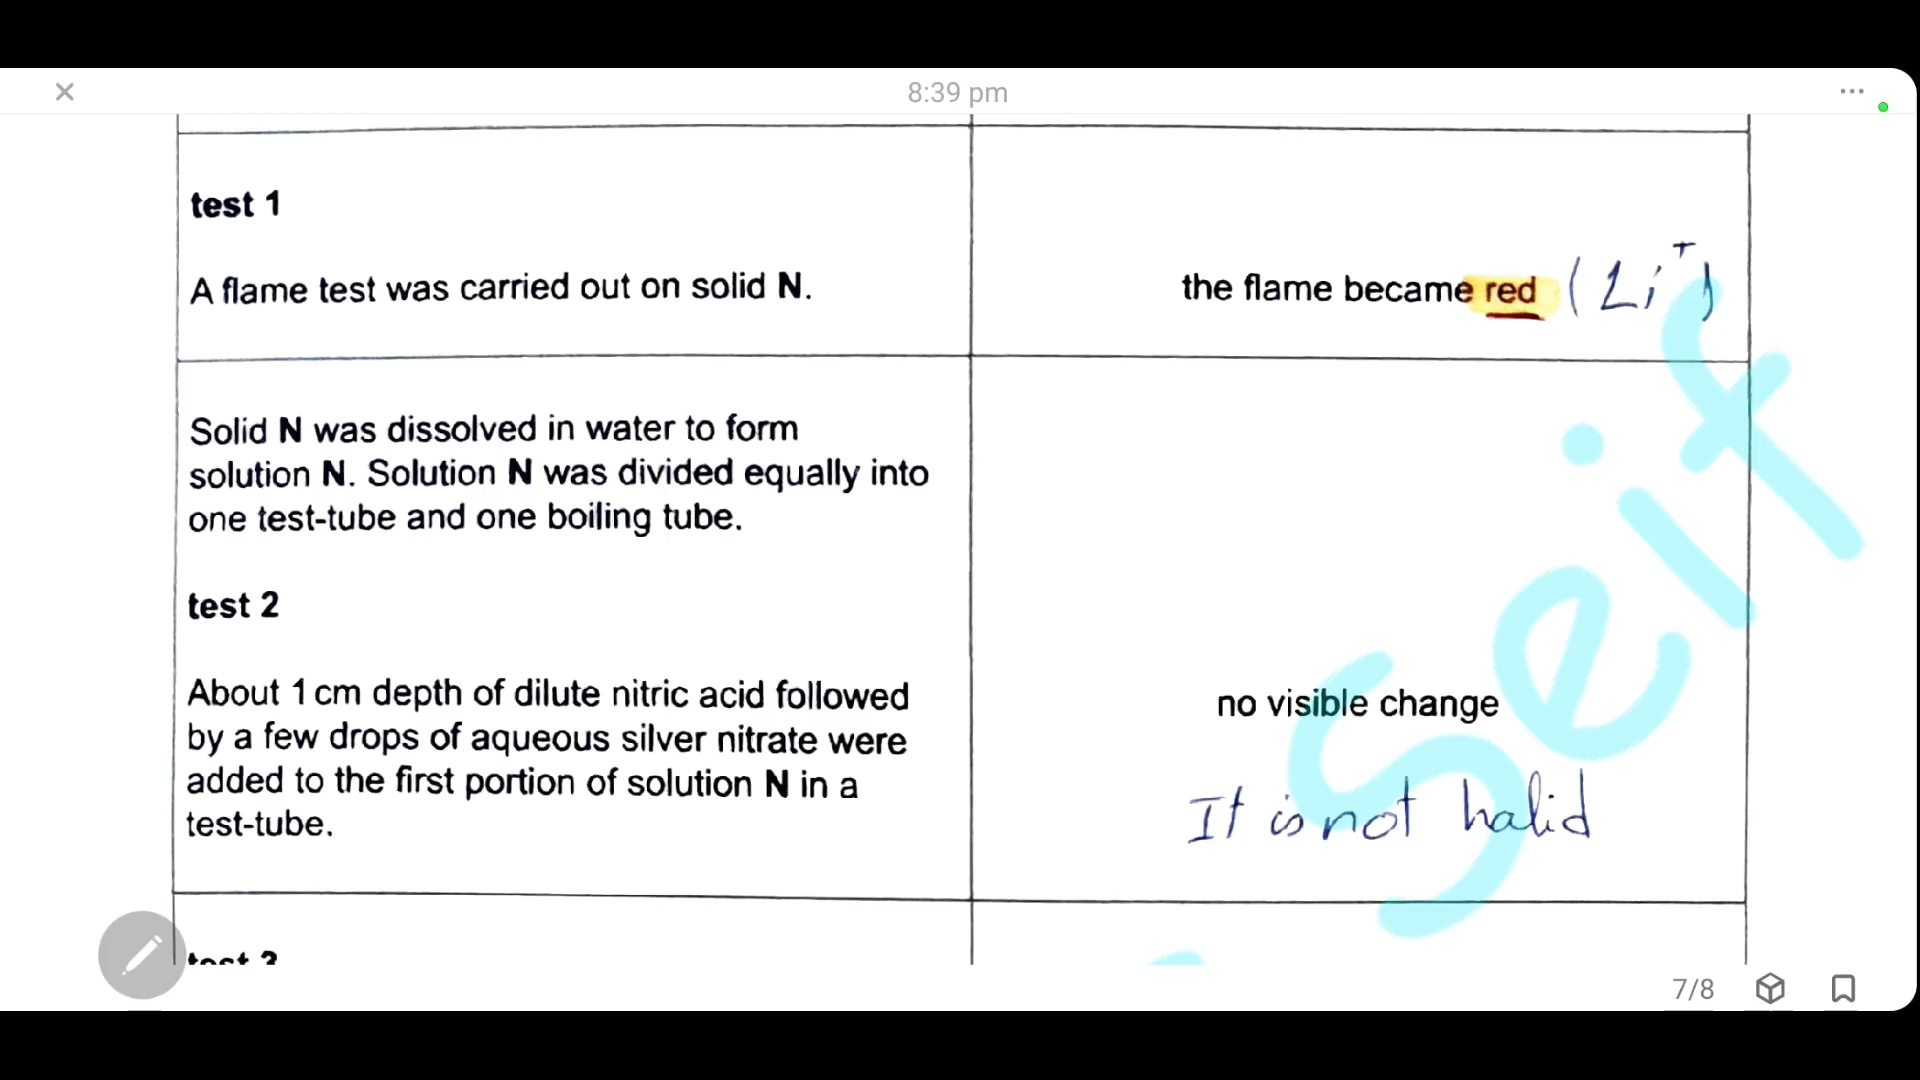 8:39 pm
test 1
A flame test was carried out on solid N.
the flame became red (Li⁺)
Solid N was dissolved in water to form
solution N. Solution N was divided equally into
one test-tube and one boiling tube.
test 2
About 1 cm depth of dilute nitric acid followed
by a few drops of aqueous silver nitrate were
added to the first portion of solution N in a
test-tube.
no visible change
It is not halid
Seif
test 3
7/8